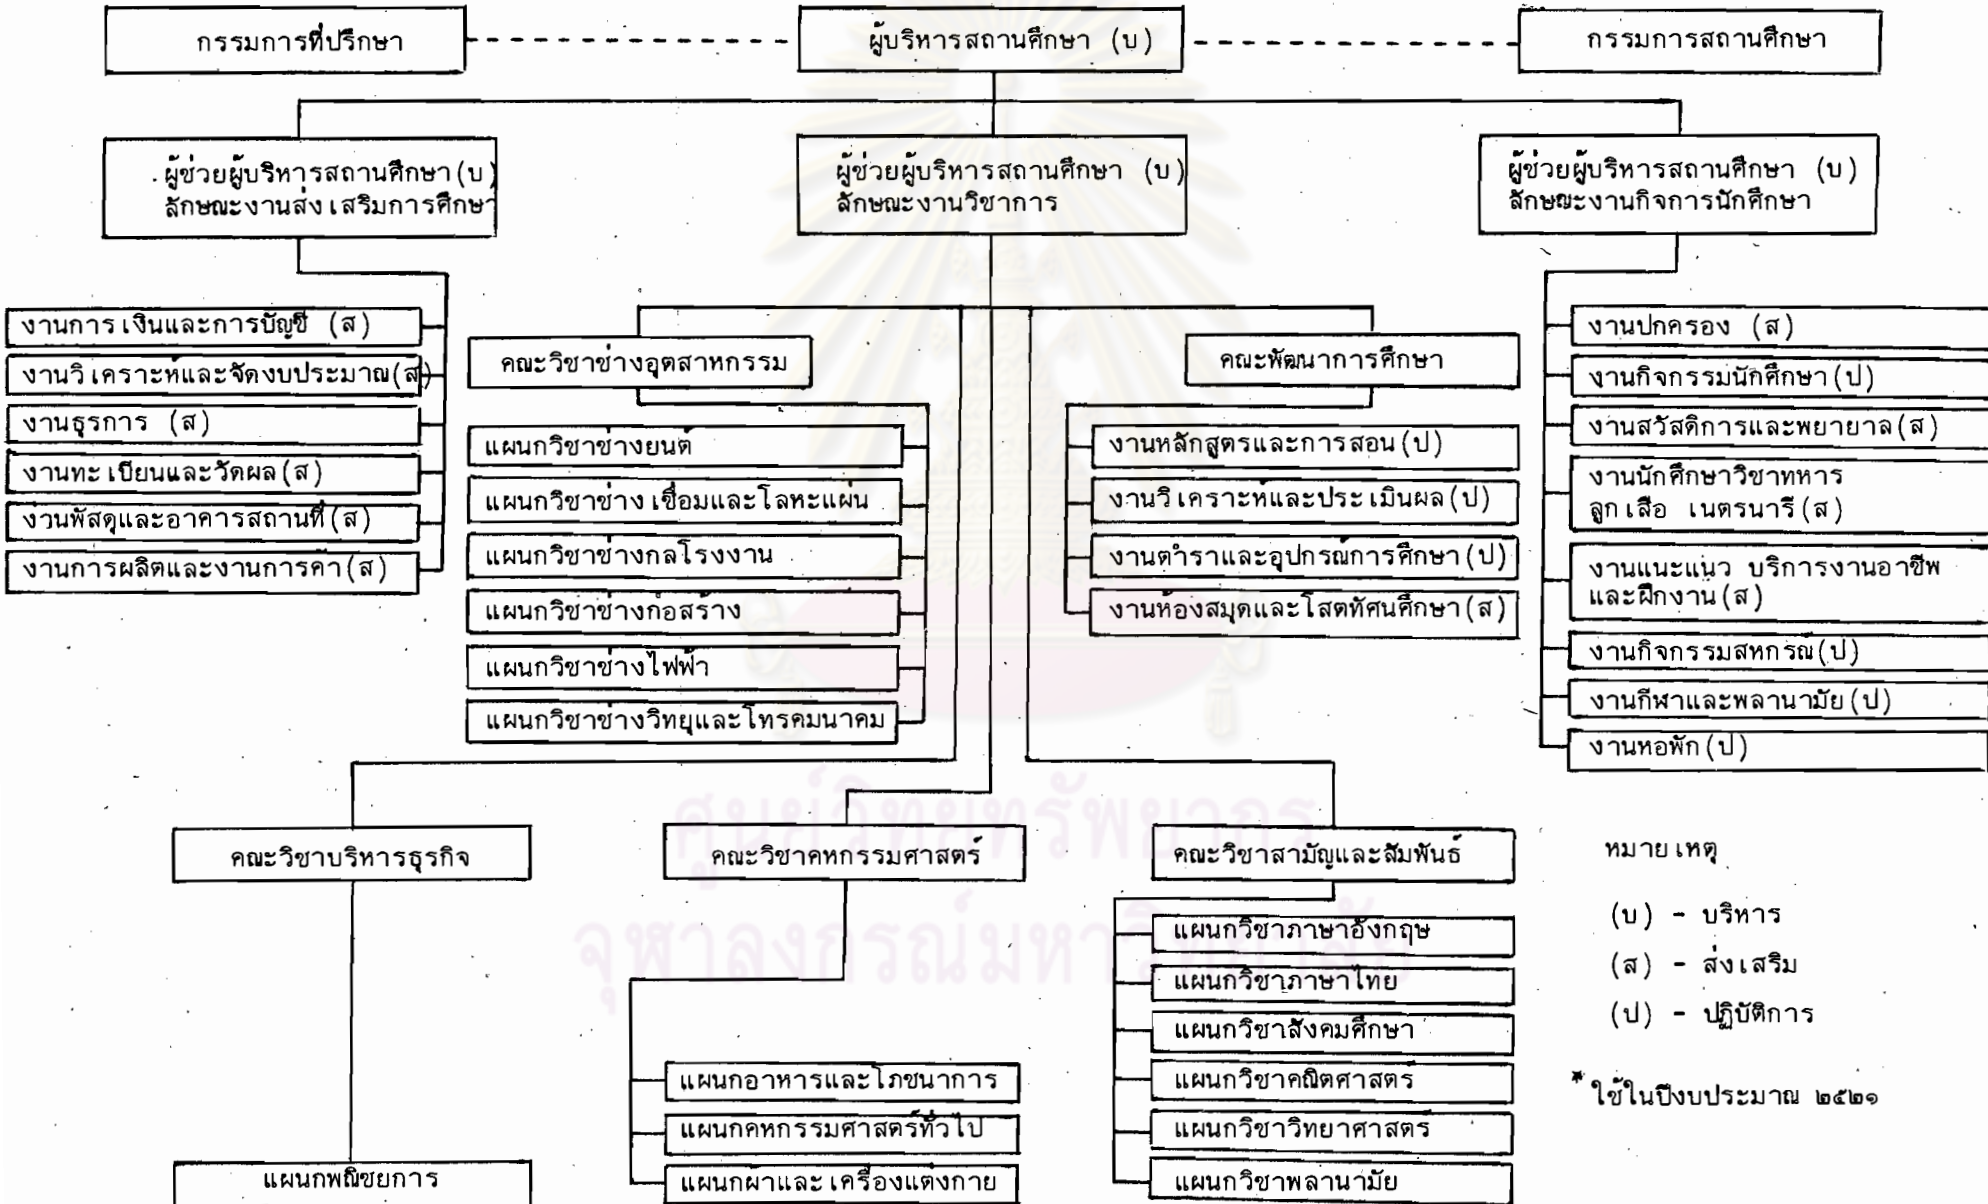 กรรมการที่ปรึกษา
ผู้บริหารสถานศึกษา (บ)
กรรมการสถานศึกษา
ผู้ช่วยผู้บริหารสถานศึกษา (บ)
ลักษณะงานส่งเสริมการศึกษา
ผู้ช่วยผู้บริหารสถานศึกษา (บ)
ลักษณะงานวิชาการ
ผู้ช่วยผู้บริหารสถานศึกษา (บ)
ลักษณะงานกิจการนักศึกษา
งานการเงินและการบัญชี (ส)
งานวิเคราะห์และจัดงบประมาณ(ส)
งานธุรการ (ส)
งานทะเบียนและวัดผล(ส)
งวนพัสดุและอาคารสถานที่(ส)
งานการผลิตและงานการค้า(ส)
คณะวิชาช่างอุตสาหกรรม
แผนกวิชาช่างยนต์
แผนกวิชาช่างเชื่อมและโลหะแผ่น
แผนกวิชาช่างกลโรงงาน
แผนกวิชาช่างก่อสร้าง
แผนกวิชาช่างไฟฟ้า
แผนกวิชาช่างวิทยุและโทรคมนาคม
คณะพัฒนาการศึกษา
งานหลักสูตรและการสอน(ป)
งานวิเคราะห์และประเมินผล(ป)
งานตำราและอุปกรณ์การศึกษา(ป)
งานห้องสมุดและโสตทัศนศึกษา(ส)
งานปกครอง (ส)
งานกิจกรรมนักศึกษา(ป)
งานสวัสดิการและพยายาล(ส)
งานนักศึกษาวิชาทหาร
ลูกเสือ เนตรนารี(ส)
งานแนะแนว บริการงานอาชีพ
และฝึกงาน(ส)
งานกิจกรรมสหกรณ์(ป)
งานกีฬาและพลานามัย(ป)
งานหอพัก(ป)
คณะวิชาบริหารธุรกิจ
แผนกพณิชยการ
คณะวิชาคหกรรมศาสตร์
แผนกอาหารและโภชนาการ
แผนกคหกรรมศาสตร์ทั่วไป
แผนกผ้าและเครื่องแต่งกาย
คณะวิชาสามัญและสัมพันธ์
แผนกวิชาภาษาอังกฤษ
แผนกวิชาภาษาไทย
แผนกวิชาสังคมศึกษา
แผนกวิชาคณิตศาสตร์
แผนกวิชาวิทยาศาสตร์
แผนกวิชาพลานามัย
หมายเหตุ
(บ) - บริหาร
(ส) - ส่งเสริม
(ป) - ปฏิบัติการ
* ใช้ในปีงบประมาณ ๒๕๒๑
ศูนย์วิทยทรัพยากร
จุฬาลงกรณ์มหาวิทยาลัย